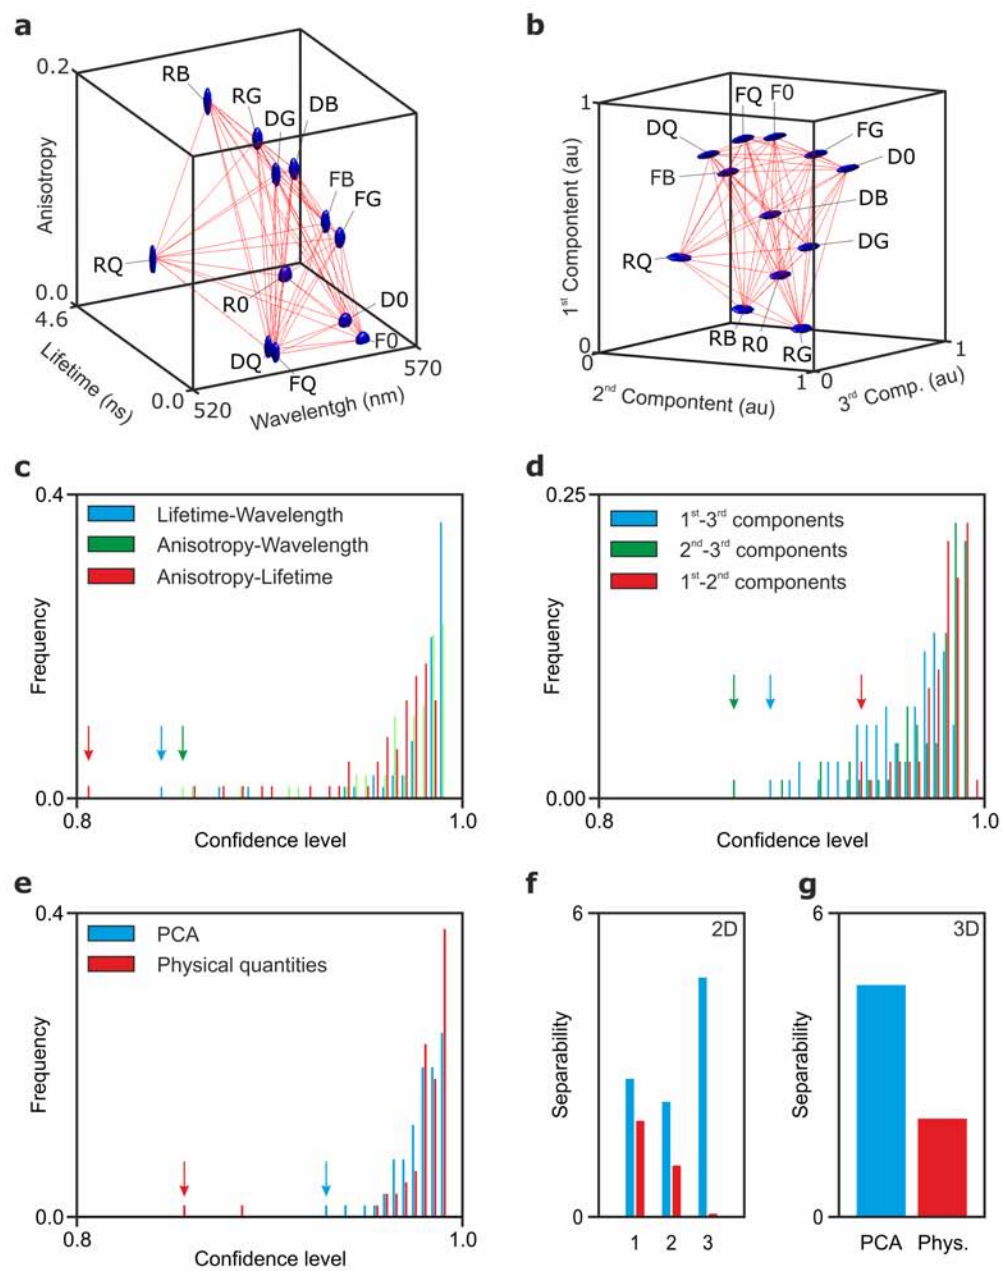 a
0.2
Anisotropy
0.0
4.6
Lifetime (ns)
0.0
520
Wavelentgh (nm)
570
RB
RG
DG
DB
FB
FG
RQ
R0
D0
F0
DQ
FQ
b
1
1st Compontent (au)
0
0
2nd Compontent (au)
1
0
3rd Comp. (au)
1
FQ
F0
DQ
FG
FB
D0
DB
DG
RQ
RB
R0
RG
c
0.4
Frequency
0.0
Lifetime-Wavelength
Anisotropy-Wavelength
Anisotropy-Lifetime
0.8
1.0
Confidence level
d
0.25
Frequency
0.00
1st-3rd components
2nd-3rd components
1st-2nd components
0.8
1.0
Confidence level
e
0.4
Frequency
0.0
PCA
Physical quantities
0.8
1.0
Confidence level
f
6
2D
Separability
0
1 2 3
g
6
3D
Separability
0
PCA Phys.